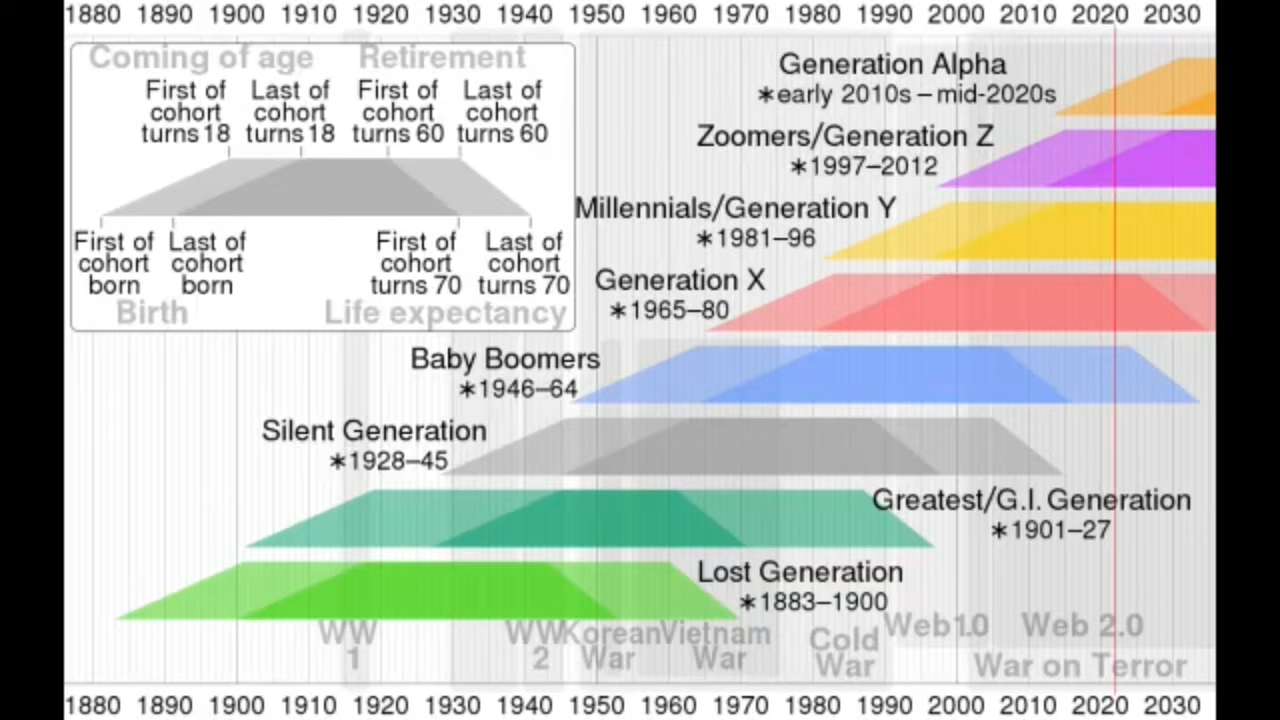 1880 1890 1900 1910 1920 1930 1940 1950 1960 1970 1980 1990 2000 2010 2020 2030
Coming of age Retirement
First of Last of First of Last of
cohort cohort cohort cohort
turns 18 turns 18 turns 60 turns 60
First of Last of First of Last of
cohort cohort cohort cohort
born born turns 70 turns 70
Birth Life expectancy
Generation Alpha
∗early 2010s – mid-2020s
Zoomers/Generation Z
∗1997–2012
Millennials/Generation Y
∗1981–96
Generation X
∗1965–80
Baby Boomers
∗1946–64
Silent Generation
∗1928–45
Greatest/G.I. Generation
∗1901–27
Lost Generation
∗1883–1900
WW
1
WW
2
Korean
War
Vietnam
War
Cold
War
Web1.0
Web 2.0
War on Terror
1880 1890 1900 1910 1920 1930 1940 1950 1960 1970 1980 1990 2000 2010 2020 2030